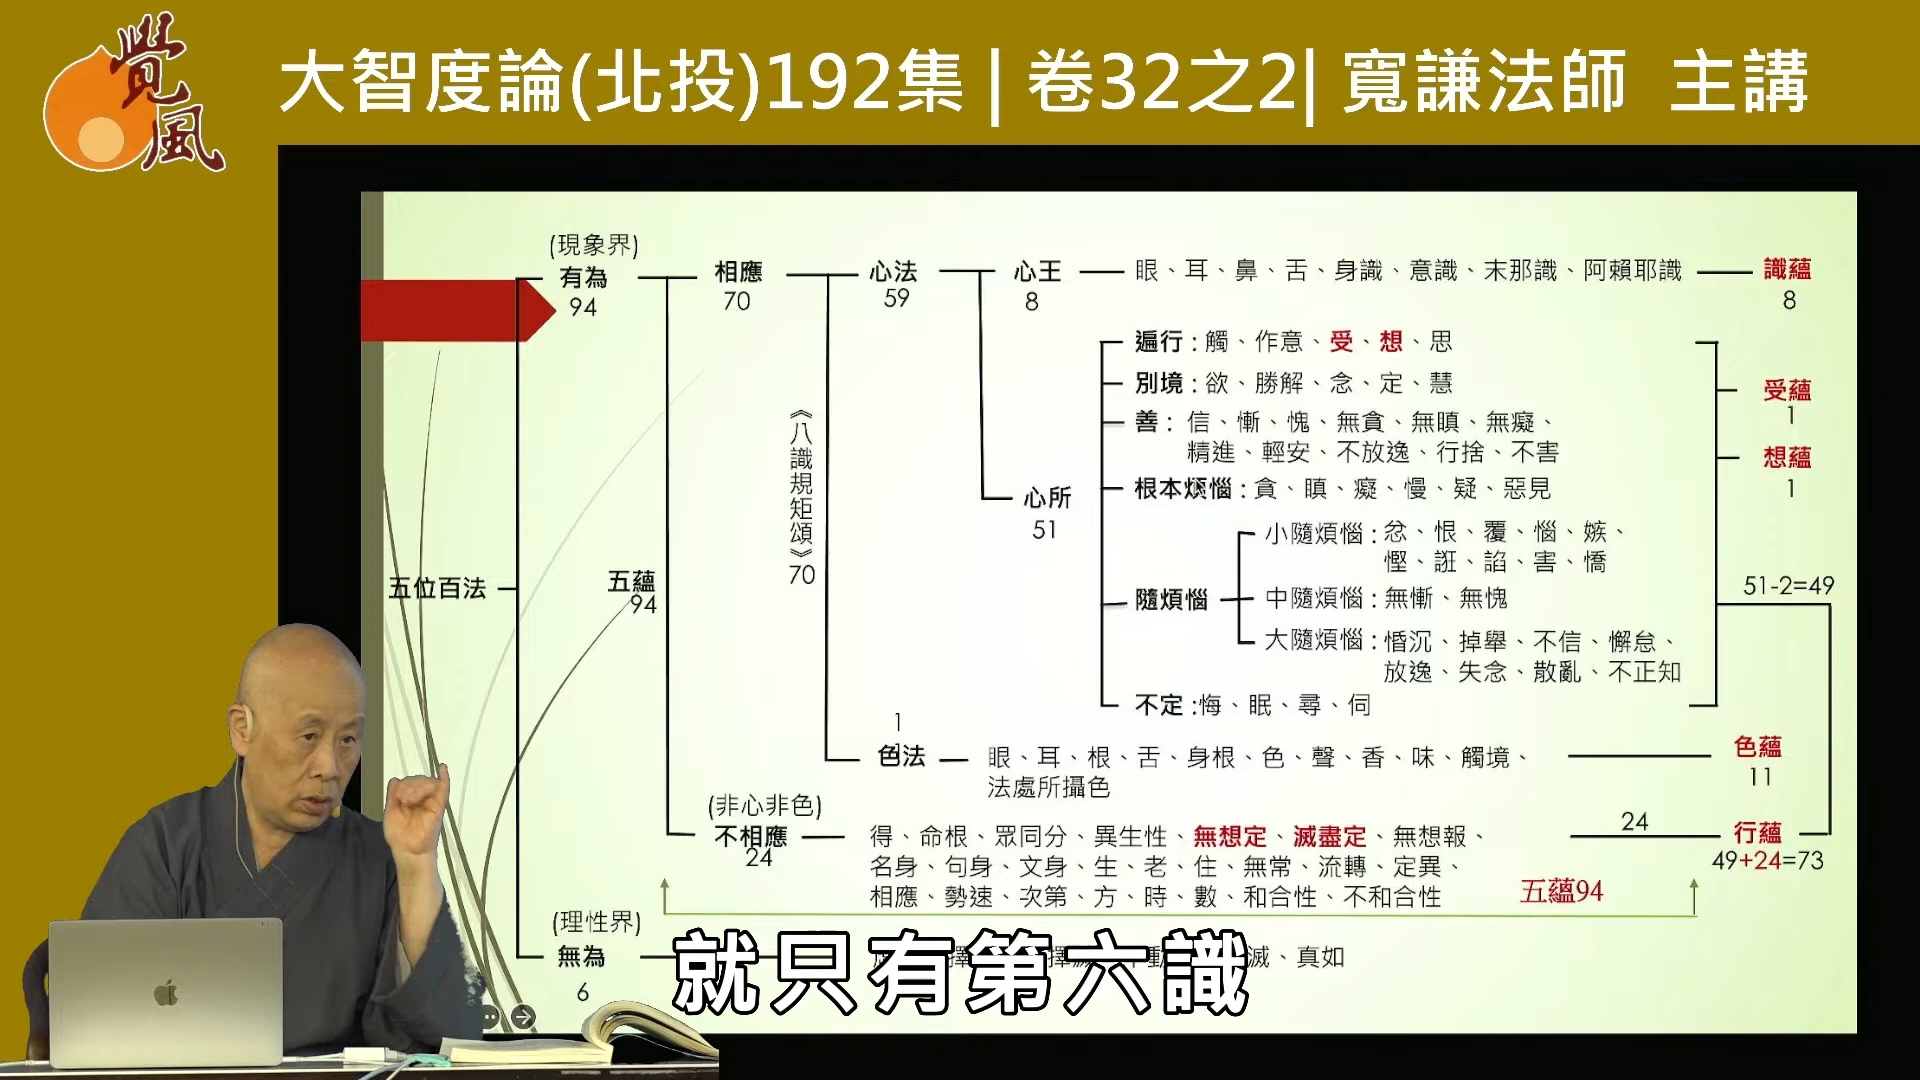 覺風
大智度論(北投)192集 | 卷32之2| 寬謙法師 主講
(現象界)
有為
94
相應
70
心法
59
心王
8
眼、耳、鼻、舌、身識、意識、末那識、阿賴耶識
識蘊
8
遍行:觸、作意、受、想、思
別境:欲、勝解、念、定、慧
善: 信、慚、愧、無貪、無瞋、無癡、
精進、輕安、不放逸、行捨、不害
受蘊
1
想蘊
1
根本煩惱:貪、瞋、癡、慢、疑、惡見
心所
51
小隨煩惱:忿、恨、覆、惱、嫉、
慳、誑、諂、害、憍
隨煩惱
中隨煩惱:無慚、無愧
大隨煩惱:惛沉、掉舉、不信、懈怠、
放逸、失念、散亂、不正知
51-2=49
不定:悔、眠、尋、伺
《八識規矩頌》70
五位百法
五蘊
94
11
色法
眼、耳、根、舌、身根、色、聲、香、味、觸境、
法處所攝色
色蘊
11
(非心非色)
不相應
24
得、命根、眾同分、異生性、無想定、滅盡定、無想報、
名身、句身、文身、生、老、住、無常、流轉、定異、
相應、勢速、次第、方、時、數、和合性、不和合性
24
行蘊
49+24=73
五蘊94
(理性界)
無為
6
滅、真如
就只有第六識